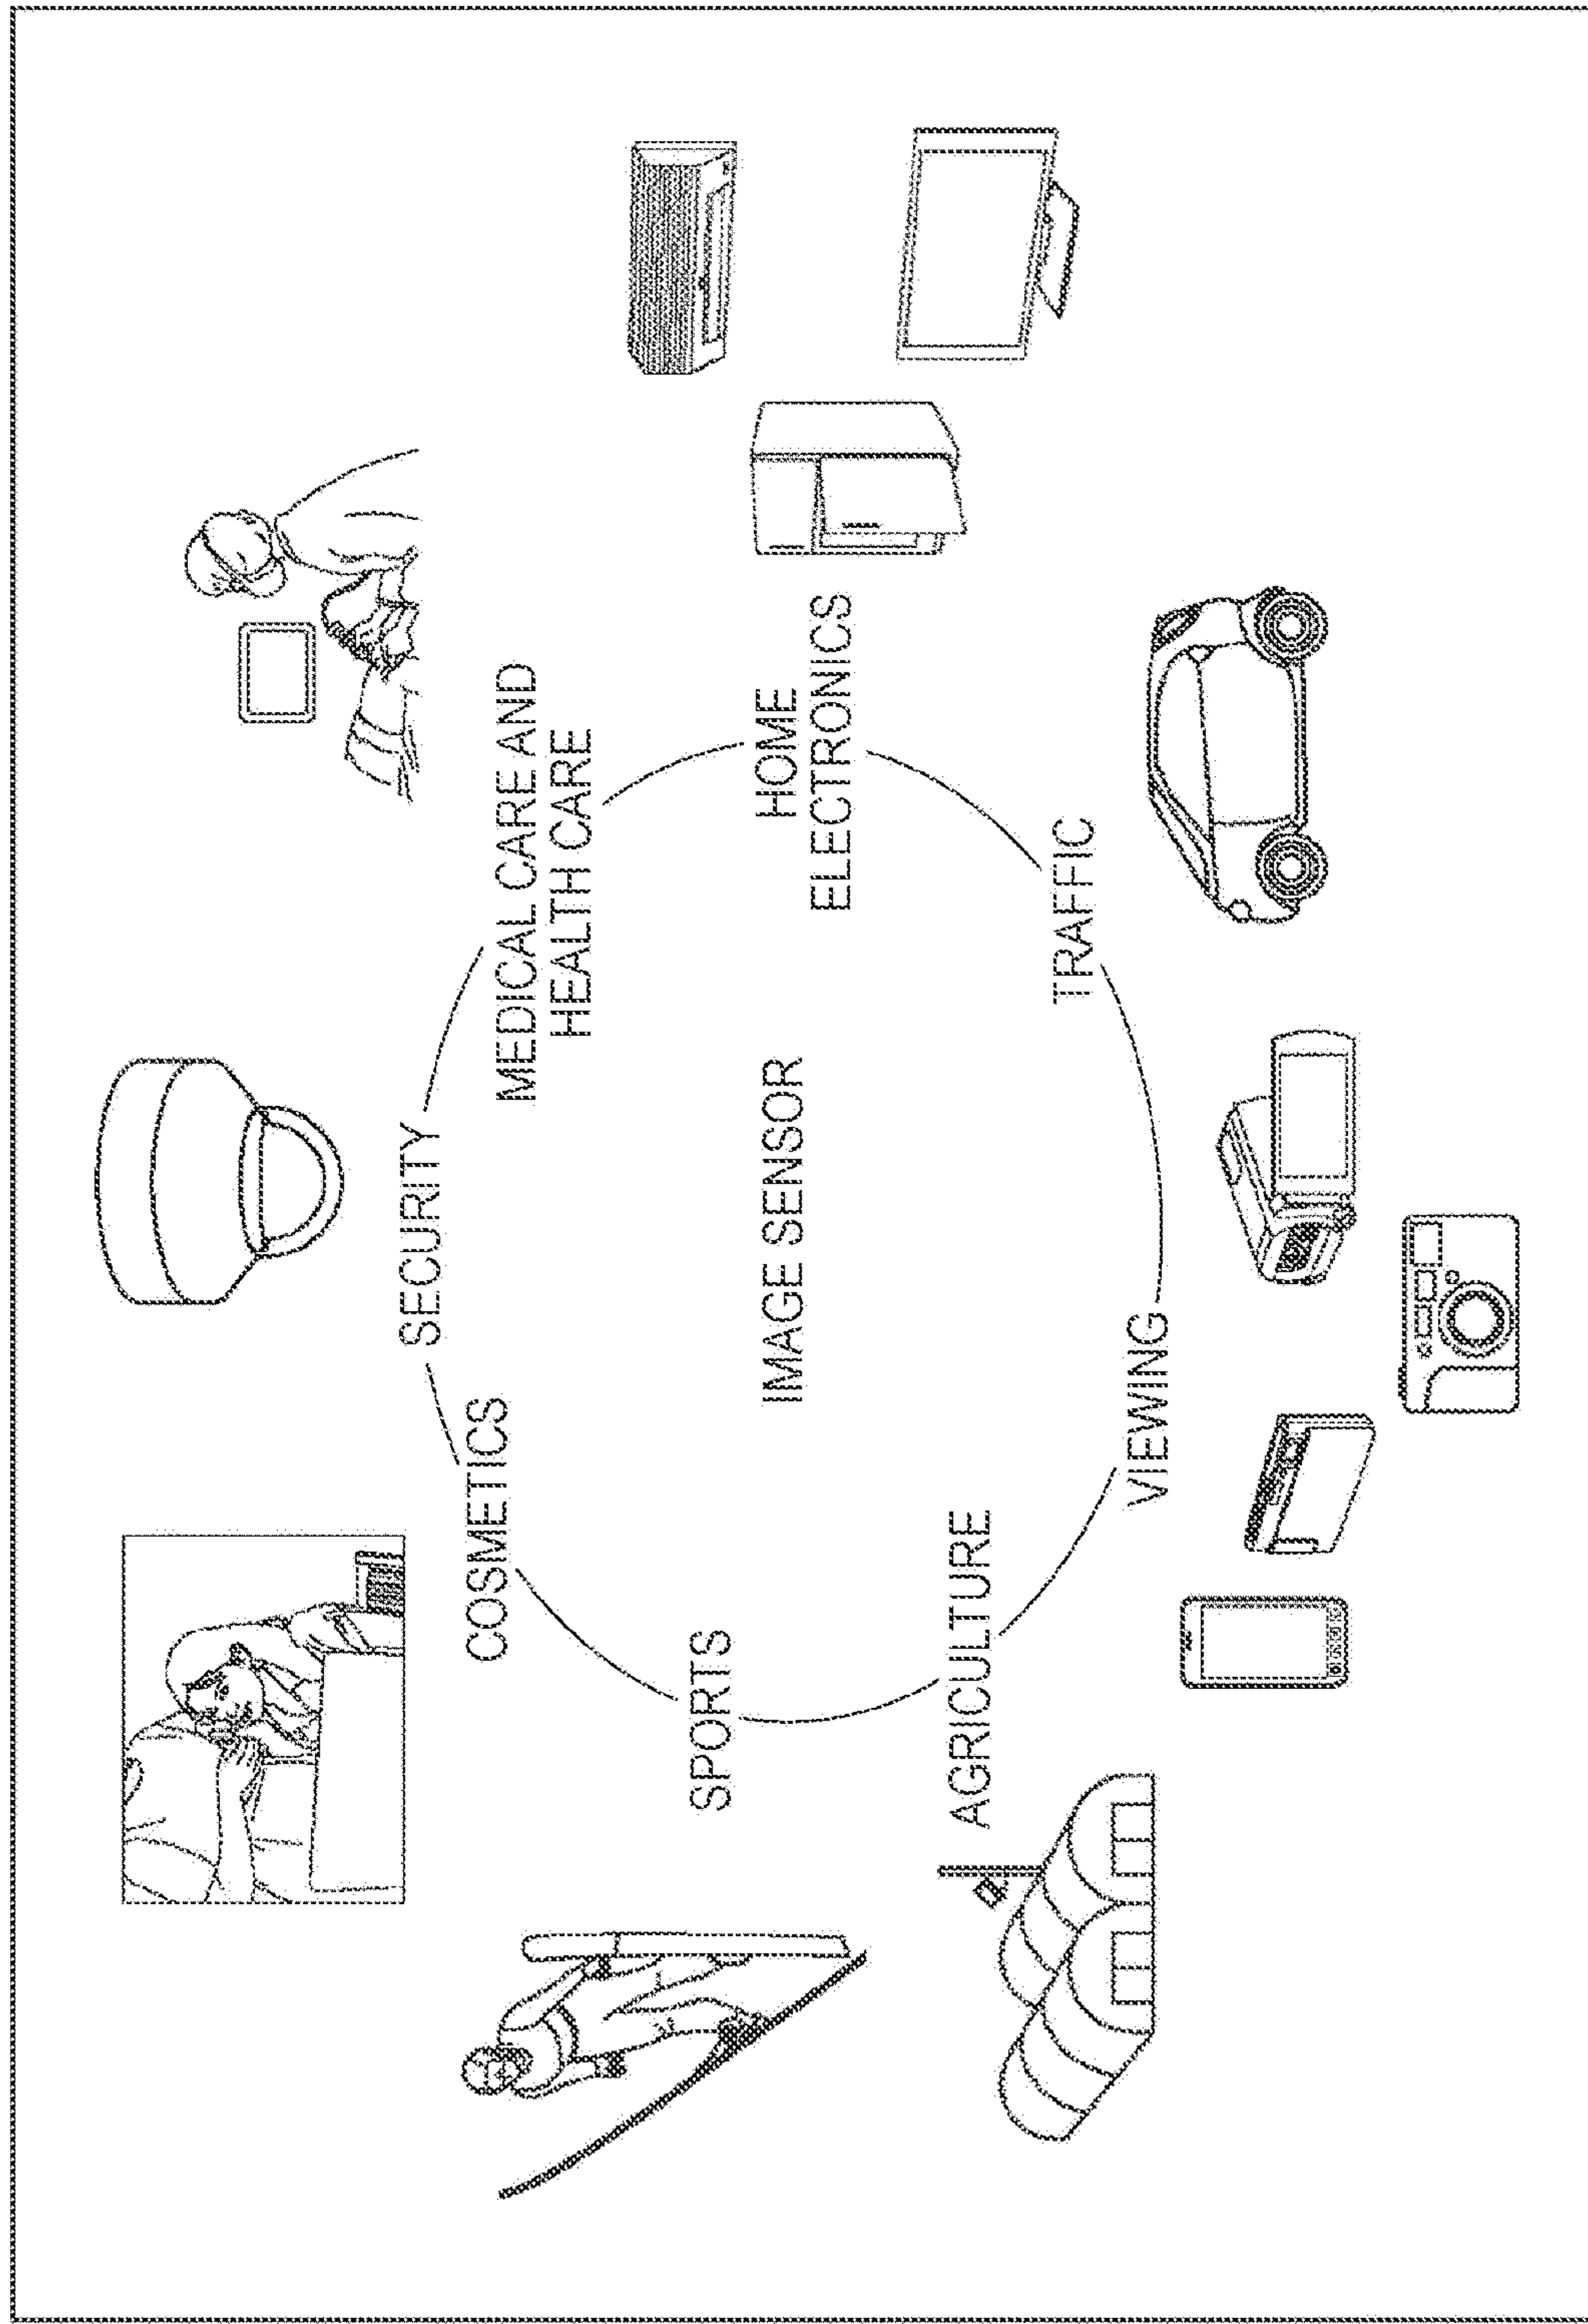 SECURITY
COSMETICS
MEDICAL CARE AND
HEALTH CARE
SPORTS
IMAGE SENSOR
HOME
ELECTRONICS
AGRICULTURE
TRAFFIC
VIEWING